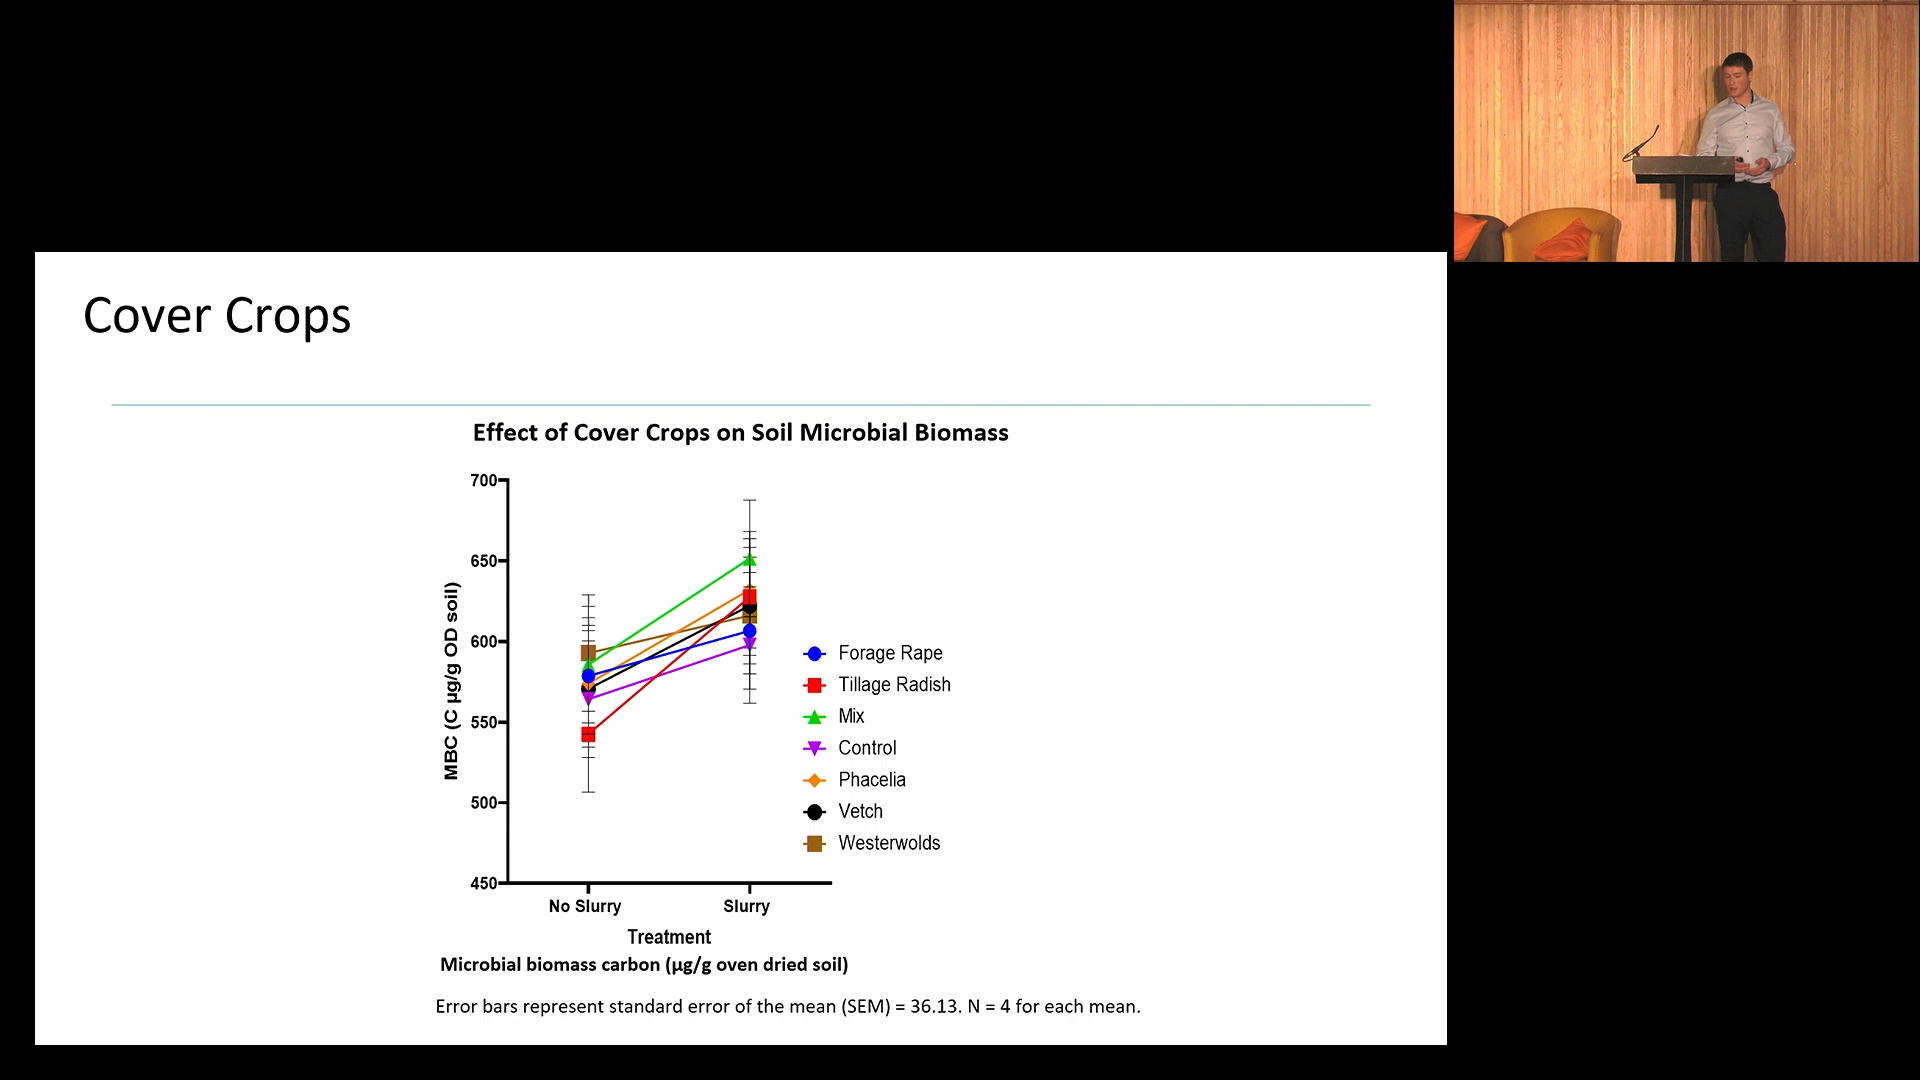 Cover Crops
Effect of Cover Crops on Soil Microbial Biomass
700
650
600
550
500
450
MBC (C µg/g OD soil)
No Slurry
Slurry
Treatment
Forage Rape
Tillage Radish
Mix
Control
Phacelia
Vetch
Westerwolds
Microbial biomass carbon (µg/g oven dried soil)
Error bars represent standard error of the mean (SEM) = 36.13. N = 4 for each mean.